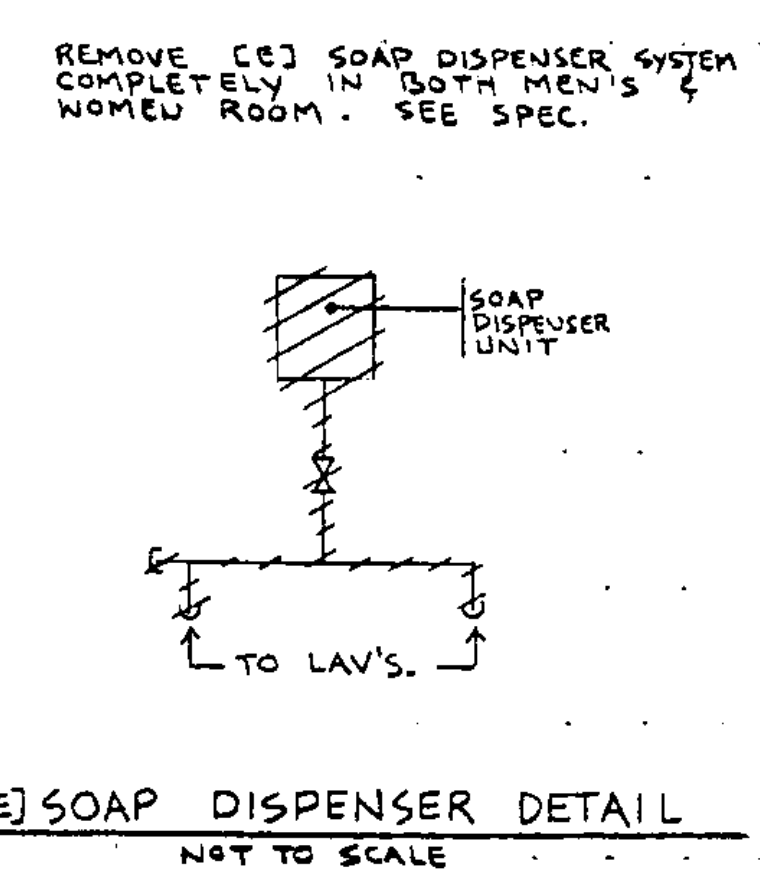 REMOVE [E] SOAP DISPENSER SYSTEM
COMPLETELY IN BOTH MEN'S &
WOMEN ROOM. SEE SPEC.
SOAP
DISPENSER
UNIT
TO LAV'S.
E] SOAP DISPENSER DETAIL
NOT TO SCALE